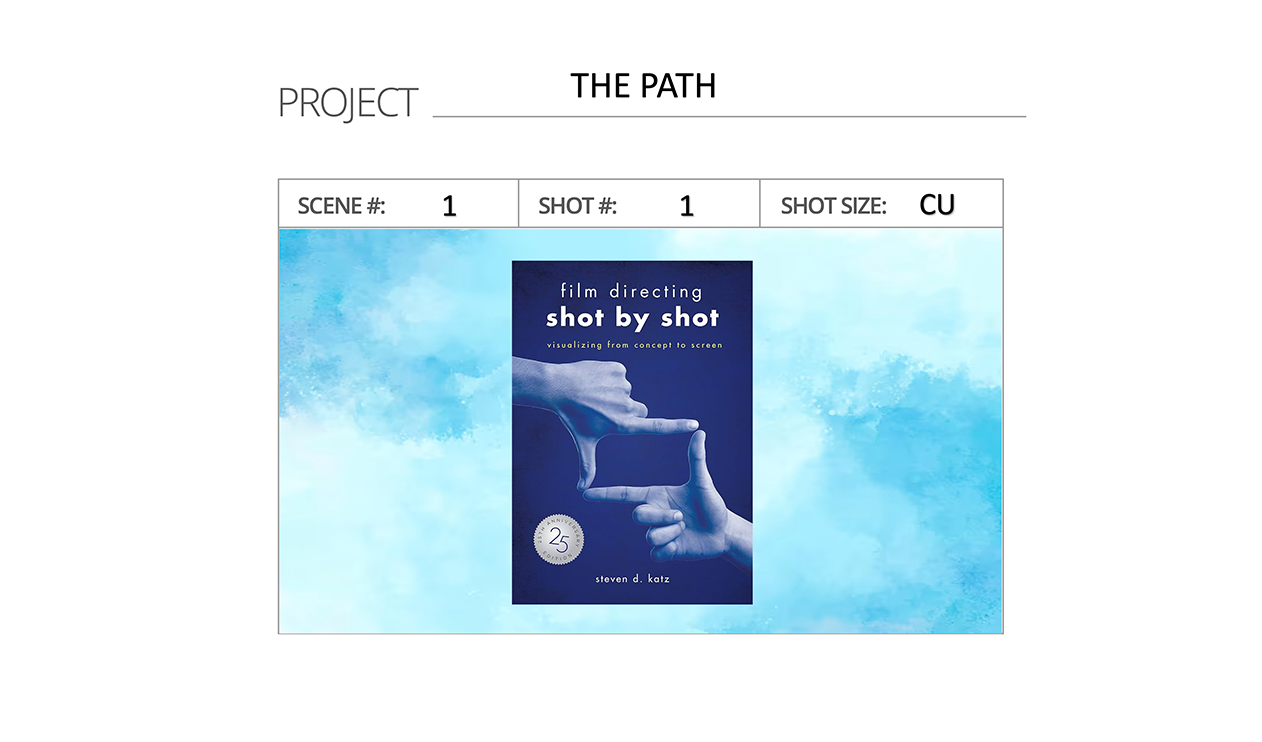 THE PATH
PROJECT
SCENE #: 1 SHOT #: 1 SHOT SIZE: CU
film directing
shot by shot
visualizing from concept to screen
25TH ANNIVERSARY
25
EDITION
steven d. katz